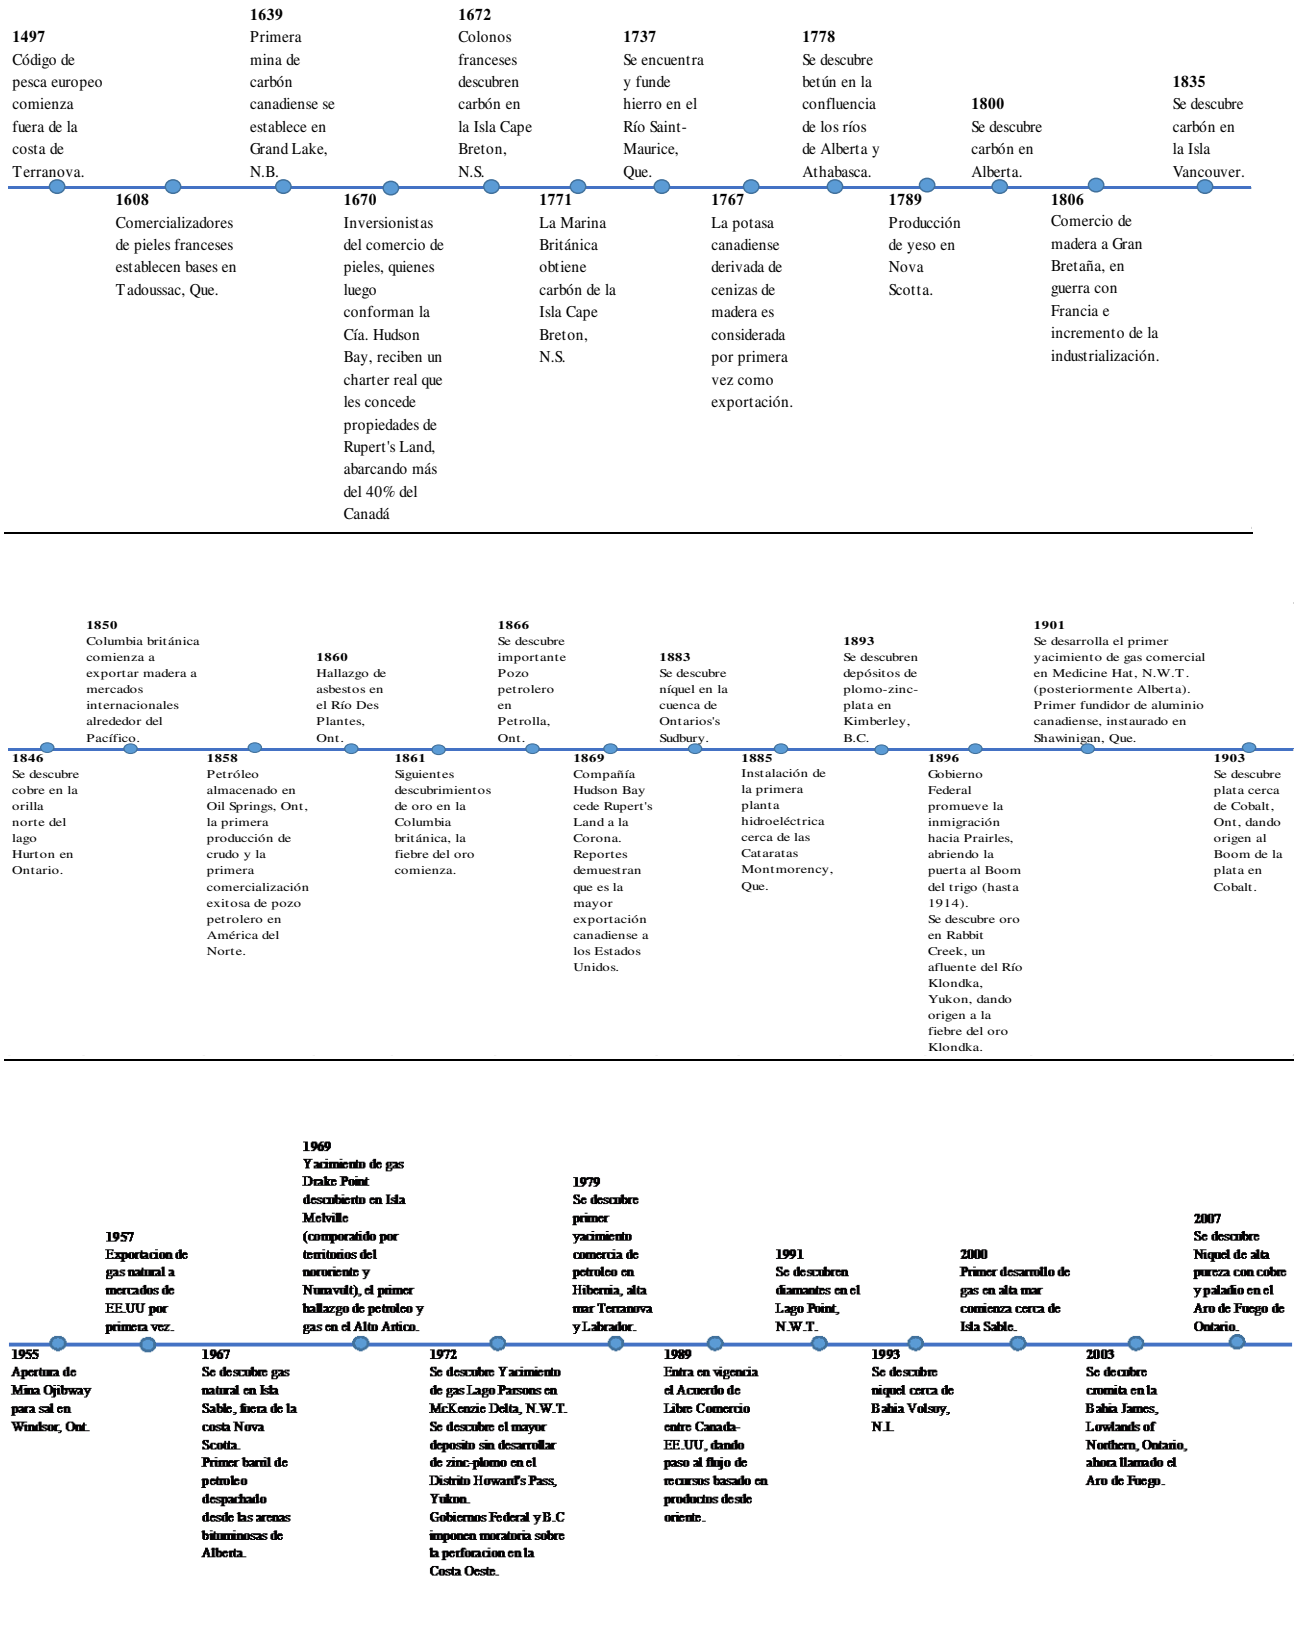 1497
Código de
pesca europeo
comienza
fuera de la
costa de
Terranova.
1608
Comercializadores
de pieles franceses
establecen bases en
Tadoussac, Que.
1639
Primera
mina de
carbón
canadiense se
establece en
Grand Lake,
N.B.
1670
Inversionistas
del comercio de
pieles, quienes
luego
conforman la
Cía. Hudson
Bay, reciben un
charter real que
les concede
propiedades de
Rupert's Land,
abarcando más
del 40% del
Canadá
1672
Colonos
franceses
descubren
carbón en
la Isla Cape
Breton,
N.S.
1771
La Marina
Británica
obtiene
carbón de la
Isla Cape
Breton,
N.S.
1737
Se encuentra
y funde
hierro en el
Río Saint-
Maurice,
Que.
1767
La potasa
canadiense
derivada de
cenizas de
madera es
considerada
por primera
vez como
exportación.
1778
Se descubre
betún en la
confluencia
de los ríos
de Alberta y
Athabasca.
1789
Producción
de yeso en
Nova
Scotta.
1800
Se descubre
carbón en
Alberta.
1806
Comercio de
madera a Gran
Bretaña, en
guerra con
Francia e
incremento de la
industrialización.
1835
Se descubre
carbón en
la Isla
Vancouver.
1846
Se descubre
cobre en la
orilla
norte del
lago
Hurton en
Ontario.
1850
Columbia británica
comienza a
exportar madera a
mercados
internacionales
alrededor del
Pacífico.
1858
Petróleo
almacenado en
Oil Springs, Ont,
la primera
producción de
crudo y la
primera
comercialización
exitosa de pozo
petrolero en
América del
Norte.
1860
Hallazgo de
asbestos en
el Río Des
Plantes,
Ont.
1861
Siguientes
descubrimientos
de oro en la
Columbia
británica, la
fiebre del oro
comienza.
1866
Se descubre
importante
Pozo
petrolero
en
Petrolla,
Ont.
1869
Compañía
Hudson Bay
cede Rupert's
Land a la
Corona.
Reportes
demuestran
que es la
mayor
exportación
canadiense a
los Estados
Unidos.
1883
Se descubre
níquel en la
cuenca de
Ontarios's
Sudbury.
1885
Instalación de
la primera
planta
hidroeléctrica
cerca de las
Cataratas
Montmorency,
Que.
1893
Se descubren
depósitos de
plomo-zinc-
plata en
Kimberley,
B.C.
1896
Gobierno
Federal
promueve la
inmigración
hacia Prairles,
abriendo la
puerta al Boom
del trigo (hasta
1914).
Se descubre oro
en Rabbit
Creek, un
afluente del Río
Klondka,
Yukon, dando
origen a la
fiebre del oro
Klondka.
1901
Se desarrolla el primer
yacimiento de gas comercial
en Medicine Hat, N.W.T.
(posteriormente Alberta).
Primer fundidor de aluminio
canadiense, instaurado en
Shawinigan, Que.
1903
Se descubre
plata cerca
de Cobalt,
Ont, dando
origen al
Boom de la
plata en
Cobalt.
1955
Apertura de
Mina Ojibway
para sal en
Windsor, Ont.
1957
Exportacion de
gas natural a
mercados de
EE.UU por
primera vez.
1967
Se descubre gas
natural en Isla
Sable, fuera de la
costa Nova
Scotta.
Primer barril de
petroleo
despachado
desde las arenas
bituminosas de
Alberta.
1969
Yacimiento de gas
Drake Point
descubierto en Isla
Melville
(comporatido por
territorios del
nororiente y
Nunavult), el primer
hallazgo de petroleo y
gas en el Alto Artico.
1972
Se descubre Yacimiento
de gas Lago Parsons en
McKenzie Delta, N.W.T.
Se descubre el mayor
deposito sin desarrollar
de zinc-plomo en el
Distrito Howard's Pass,
Yukon.
Gobiernos Federal y B.C
imponen moratoria sobre
la perforacion en la
Costa Oeste.
1979
Se descubre
primer
yacimiento
comercia de
petroleo en
Hibernia, alta
mar Terranova
y Labrador.
1989
Entra en vigencia
el Acuerdo de
Libre Comercio
entre Canada-
EE.UU, dando
paso al flujo de
recursos basado en
productos desde
oriente.
1991
Se descubren
diamantes en el
Lago Point,
N.W.T.
1993
Se descubre
niquel cerca de
Bahia Volsoy,
N.L
2000
Primer desarrollo de
gas en alta mar
comienza cerca de
Isla Sable.
2003
Se decubre
cromita en la
Bahia James,
Lowlands of
Northern, Ontario,
ahora llamado el
Aro de Fuego.
2007
Se descubre
Niquel de alta
pureza con cobre
y paladio en el
Aro de Fuego de
Ontario.